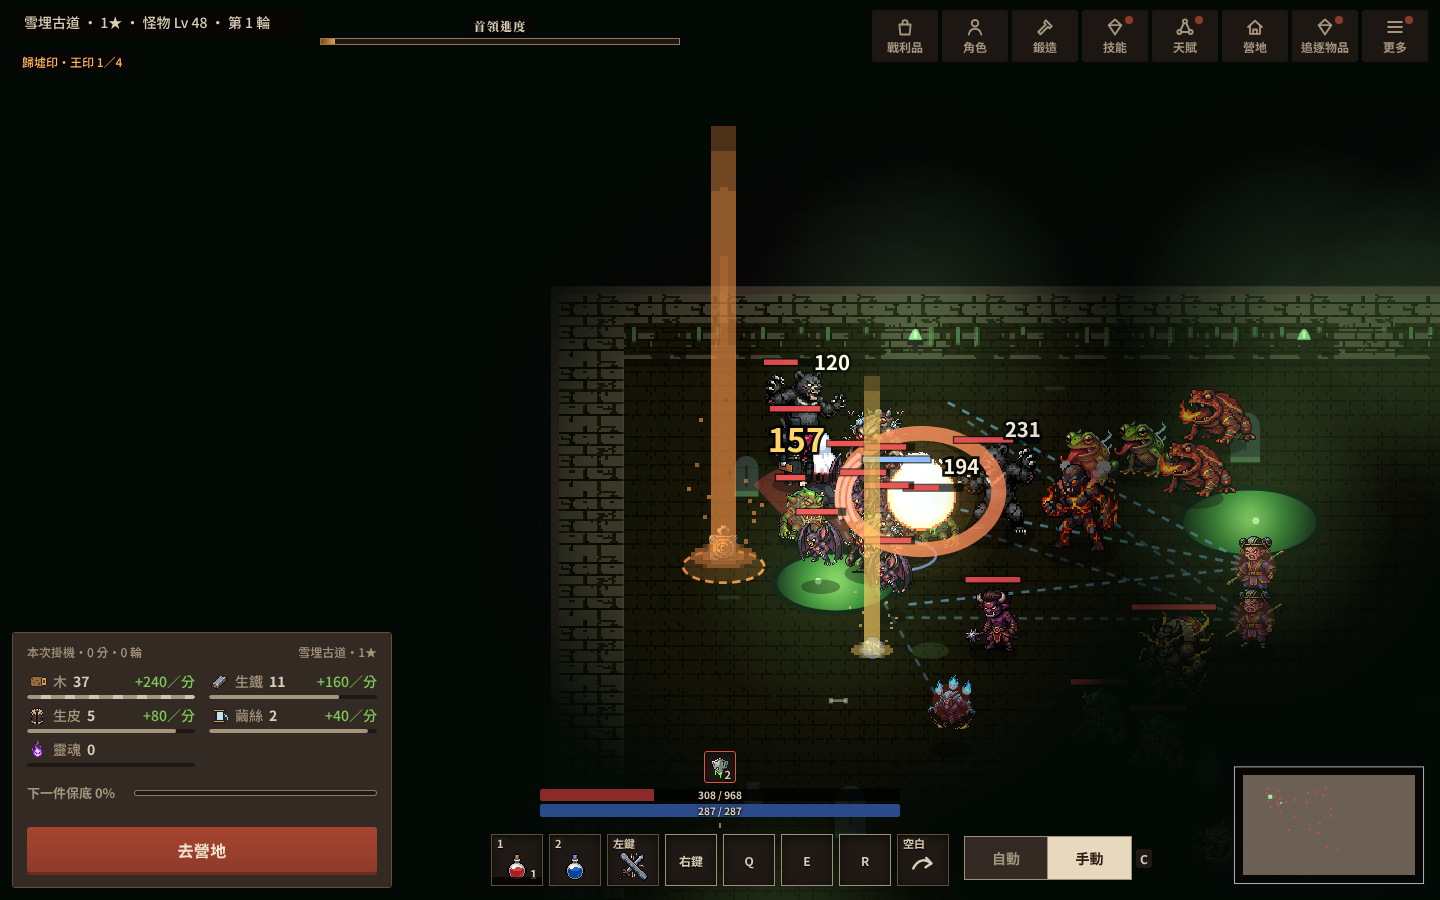 雪埋古道 • 1★ • 怪物 Lv 48 • 第 1 輪
歸墟印・王印 1／4
首領進度
戰利品
角色
鍛造
技能
天賦
營地
追逐物品
更多
120
157
231
194
本次掛機・0 分・0 輪
雪埋古道・1★
木 37 +240／分
生鐵 11 +160／分
生皮 5 +80／分
繭絲 2 +40／分
靈魂 0
下一件保底 0%
去營地
2
308 / 968
287 / 287
1
1
2
左鍵
右鍵
Q
E
R
空白
自動
手動
C